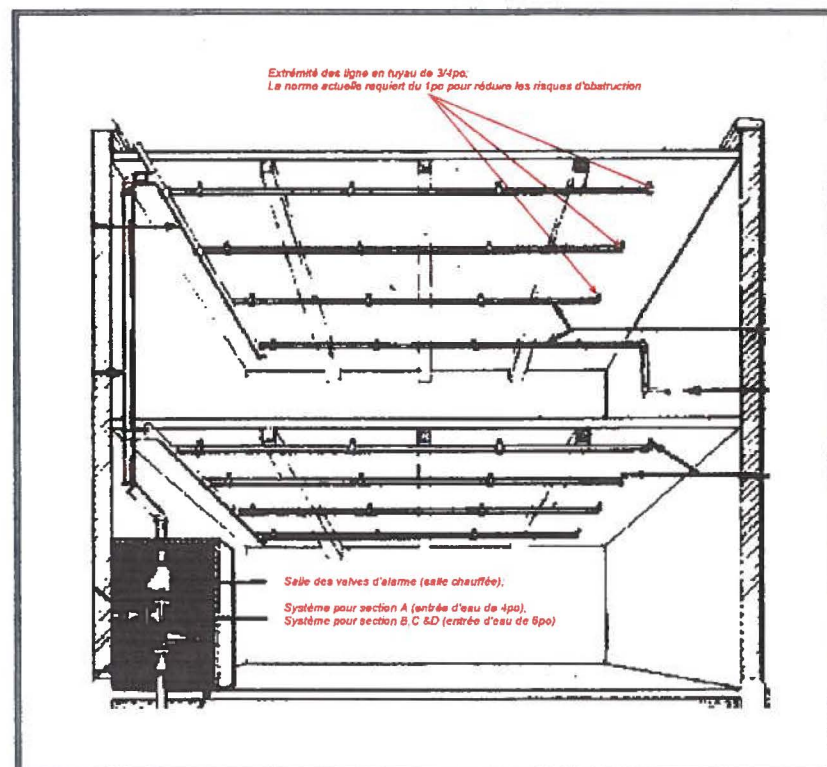 Extrémité des ligne en tuyau de 3/4po;
La norme actuelle requiert du 1po pour réduire les risques d'obstruction
Salle des valves d'alarme (salle chauffée);
Système pour section A (entrée d'eau de 4po),
Système pour section B,C &D (entrée d'eau de 6po)